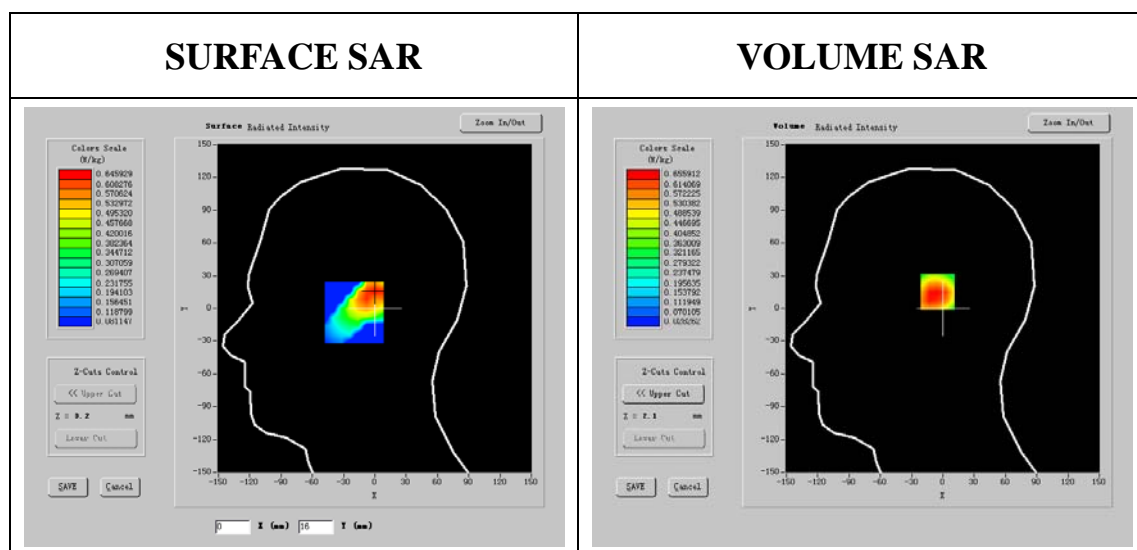 SURFACE SAR
VOLUME SAR
Surface Radiated Intensity
Zoom In/Out
Colors Scale
(W/kg)
0.645929
0.608276
0.570624
0.532972
0.495320
0.457668
0.420016
0.382364
0.344712
0.307059
0.269407
0.231755
0.194103
0.156451
0.118799
0.081147
150
120
90
60
30
0
-30
-60
-90
-120
-150
Y
-150 -120 -90 -60 -30 0 30 60 90 120 150
X
Z-Cuts Control
<< Upper Cut
mm
Lower Cut
SAVE
Cancel
0 X (mm) 16 Y (mm)
Volume Radiated Intensity
Zoom In/Out
Colors Scale
(W/kg)
0.655912
0.614069
0.572225
0.530382
0.488539
0.446695
0.404852
0.363009
0.321165
0.279322
0.237479
0.195635
0.153792
0.111949
0.070105
150
120
90
60
30
0
-30
-60
-90
-120
-150
Y
-150 -120 -90 -60 -30 0 30 60 90 120 150
X
Z-Cuts Control
<< Upper Cut
Z = 2.1 mm
Lower Cut
SAVE
Cancel